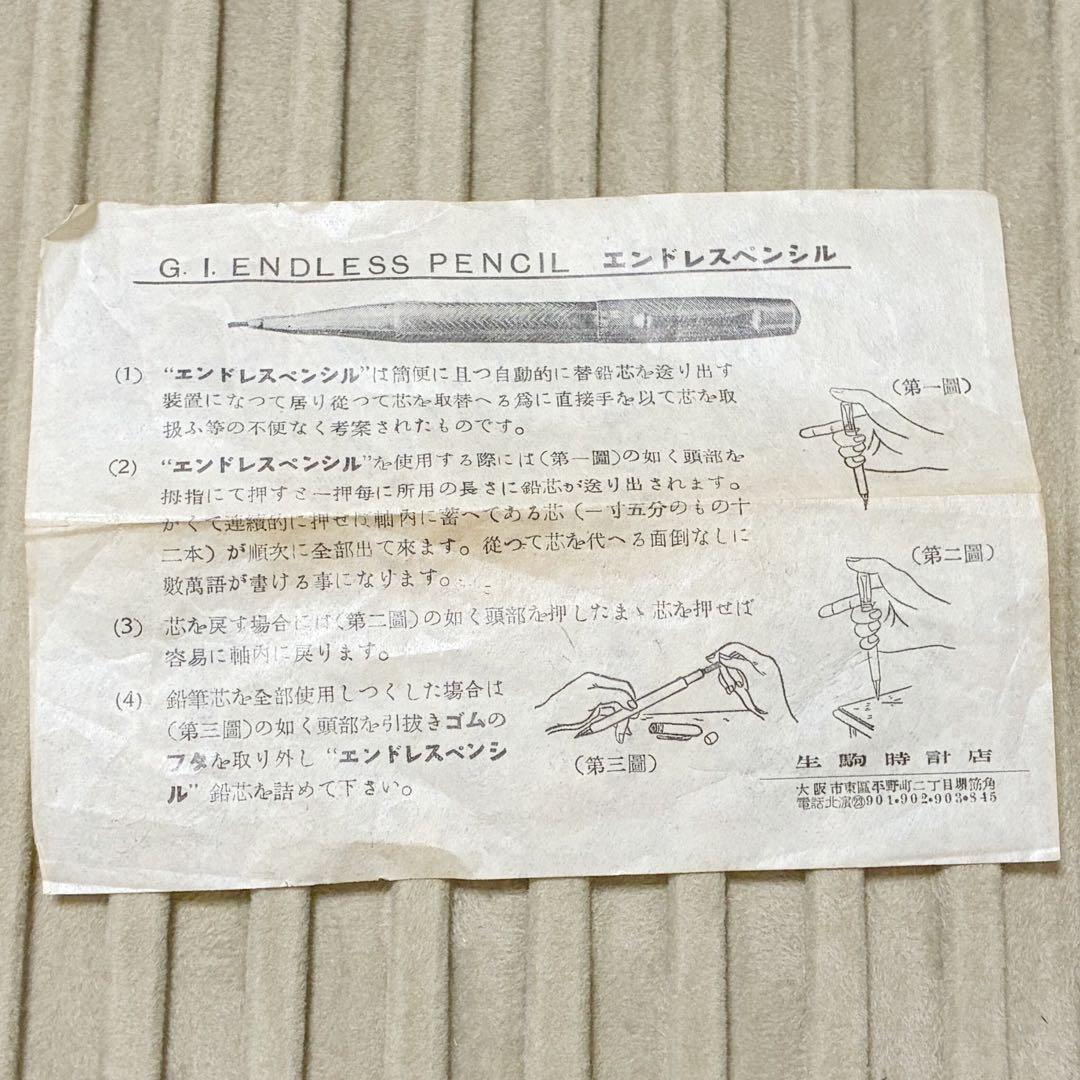 G. I. ENDLESS PENCIL エンドレスペンシル
(1) “エンドレスペンシル”は簡便に且つ自動的に替鉛芯を送り出す
装置になつて居り從つて芯を取替へる爲に直接手を以て芯を取
扱ふ等の不便なく考案されたものです。
(第一圖)
(2) “エンドレスペンシル”を使用する際には(第一圖)の如く頭部を
拇指にて押すと一押每に所用の長さに鉛芯が送り出されます。
かくて連續的に押せば軸內に蓄へてある芯(一寸五分のもの十
二本)が順次に全部出て來ます。從つて芯を代へる面倒なしに
數萬語が書ける事になります。
(第二圖)
(3) 芯を戾す場合には(第二圖)の如く頭部を押したまゝ芯を押せば
容易に軸內に戾ります。
(4) 鉛筆芯を全部使用しつくした場合は
(第三圖)の如く頭部を引拔きゴムの
フタを取り外し “エンドレスペンシ
ル” 鉛芯を詰めて下さい。
(第三圖)
生駒時計店
大阪市東區平野町二丁目堺筋角
電話北濱㉓901・902・903・845